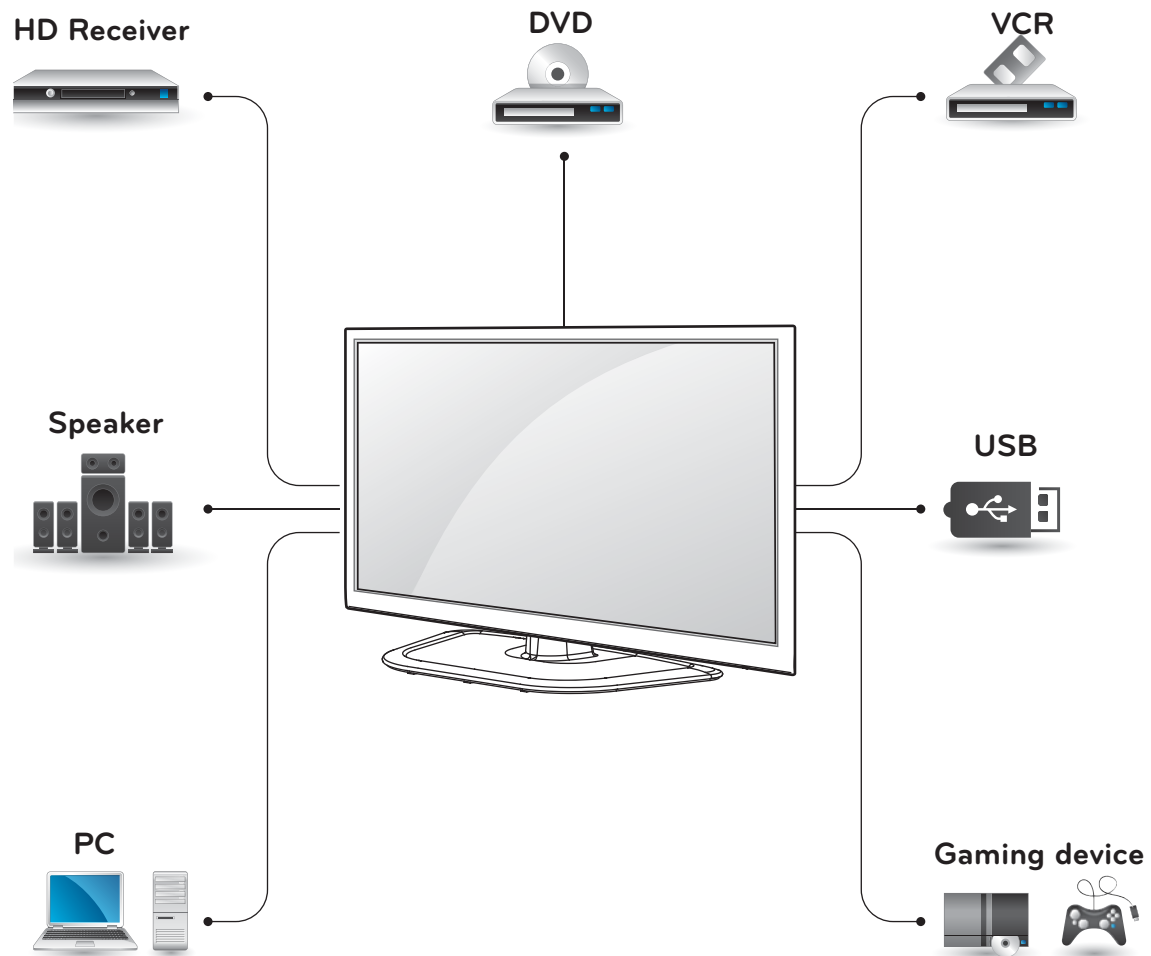 HD Receiver
DVD
VCR
Speaker
USB
PC
Gaming device